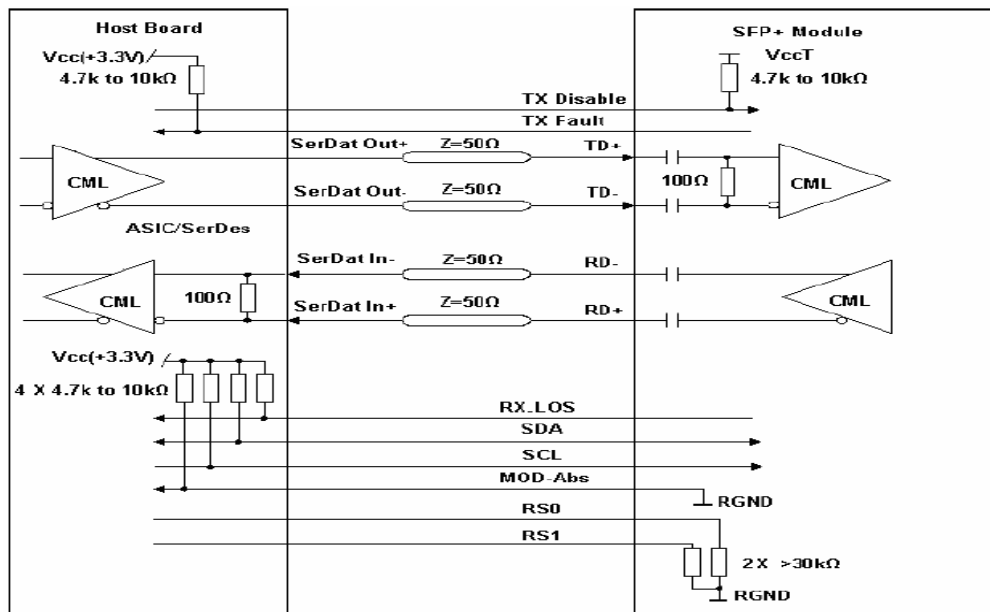 Host Board
SFP+ Module
Vcc(+3.3V)
4.7k to 10kΩ
VccT
4.7k to 10kΩ
TX Disable
TX Fault
SerDat Out+
Z=50Ω
TD+
CML
100Ω
CML
SerDat Out-
Z=50Ω
TD-
ASIC/SerDes
SerDat In-
Z=50Ω
RD-
CML
100Ω
SerDat In+
Z=50Ω
RD+
CML
Vcc(+3.3V)
4 X 4.7k to 10kΩ
RX-LOS
SDA
SCL
MOD-Abs
RGND
RS0
RS1
2 X >30kΩ
RGND